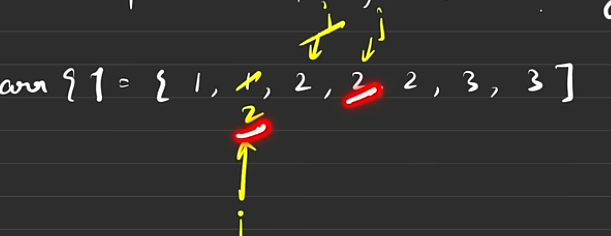 j j
arr { ] = { 1, 1, 2, 2, 2, 3, 3 ]
2
i